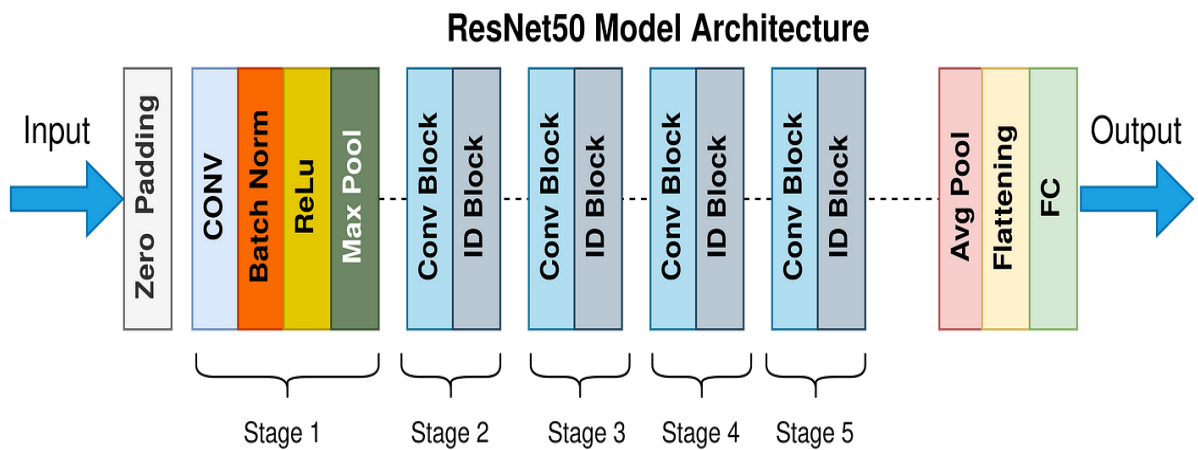 ResNet50 Model Architecture
Input
Zero Padding
CONV
Batch Norm
ReLu
Max Pool
Conv Block
ID Block
Conv Block
ID Block
Conv Block
ID Block
Conv Block
ID Block
Avg Pool
Flattening
FC
Output
Stage 1
Stage 2
Stage 3
Stage 4
Stage 5